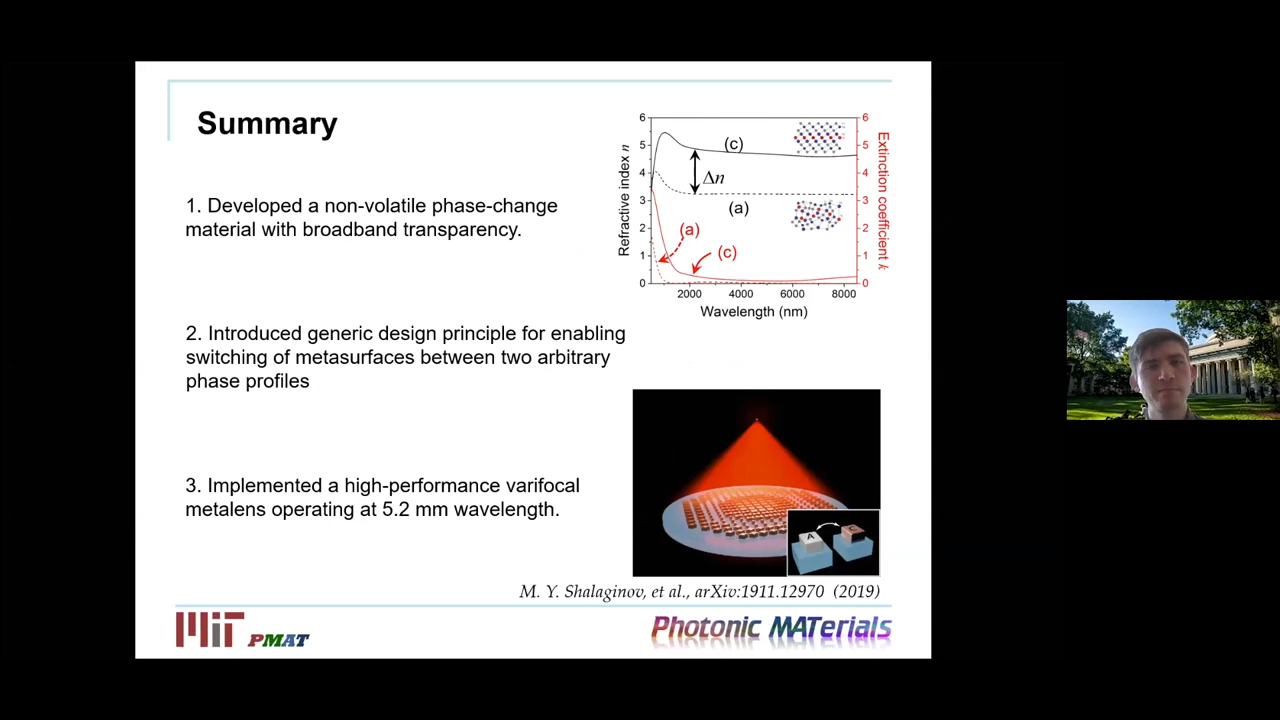 Summary
1. Developed a non-volatile phase-change
material with broadband transparency.
2. Introduced generic design principle for enabling
switching of metasurfaces between two arbitrary
phase profiles
3. Implemented a high-performance varifocal
metalens operating at 5.2 mm wavelength.
Refractive index n
6
5
4
3
2
1
0
(c)
Δn
(a)
(a)
(c)
6
5
4
3
2
1
0
Extinction coefficient k
2000 4000 6000 8000
Wavelength (nm)
A C
M. Y. Shalaginov, et al., arXiv:1911.12970 (2019)
MIT PMAT
Photonic MATerials